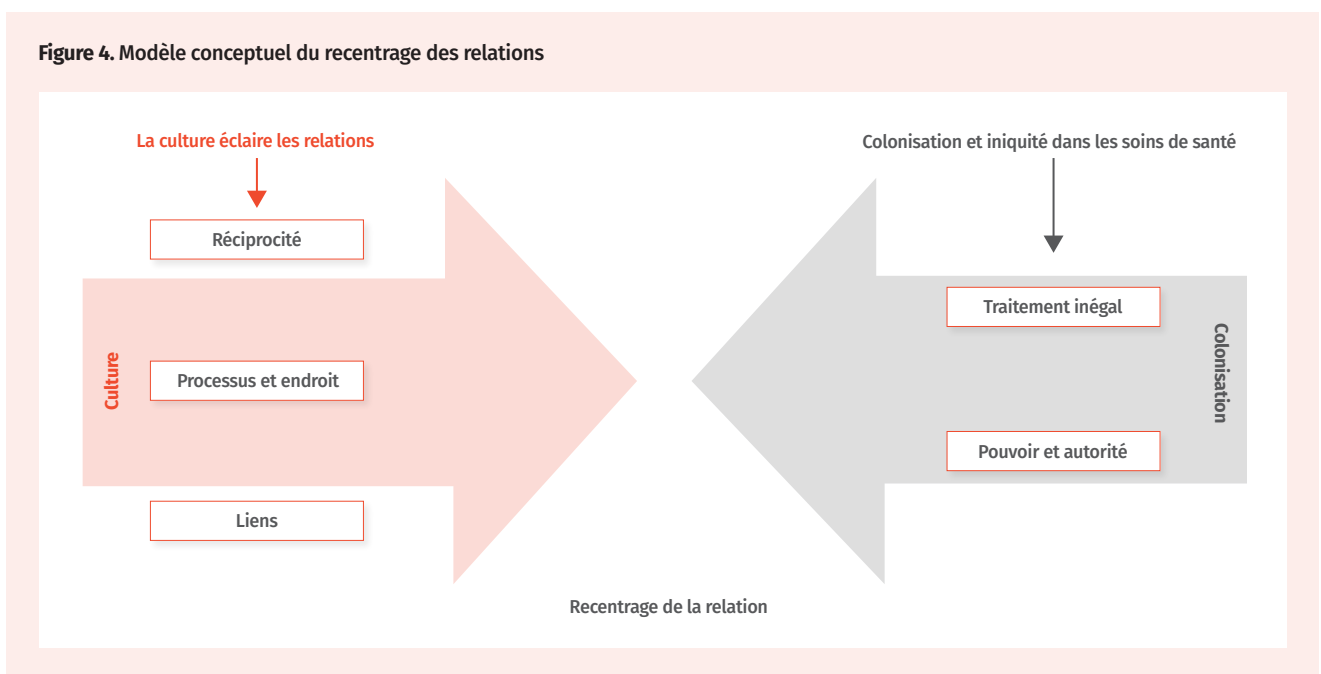 Figure 4. Modèle conceptuel du recentrage des relations
La culture éclaire les relations
Réciprocité
Culture
Processus et endroit
Liens
Colonisation et iniquité dans les soins de santé
Traitement inégal
Colonisation
Pouvoir et autorité
Recentrage de la relation